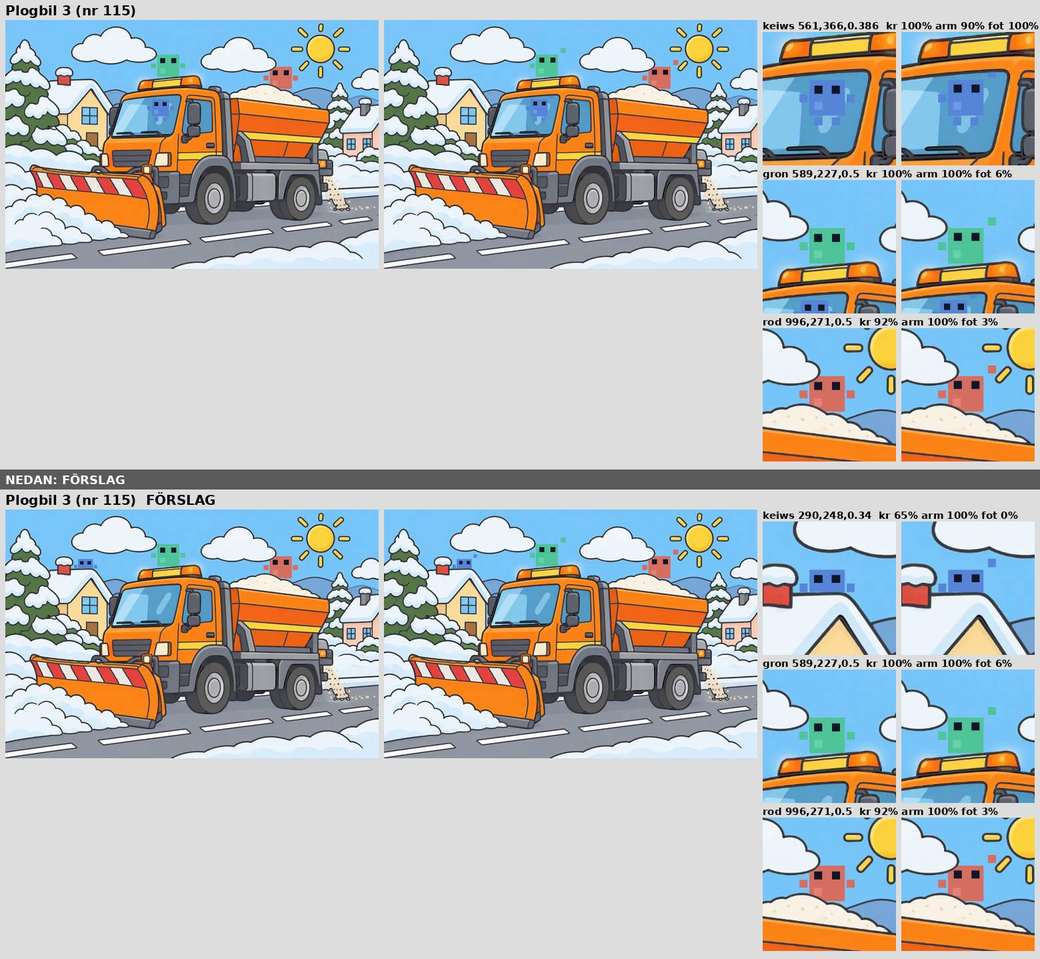 Plogbil 3 (nr 115)
keiws 561,366,0.386  kr 100% arm 90% fot 100%
gron 589,227,0.5  kr 100% arm 100% fot 6%
rod 996,271,0.5  kr 92% arm 100% fot 3%
NEDAN: FÖRSLAG
Plogbil 3 (nr 115)  FÖRSLAG
keiws 290,248,0.34  kr 65% arm 100% fot 0%
gron 589,227,0.5  kr 100% arm 100% fot 6%
rod 996,271,0.5  kr 92% arm 100% fot 3%